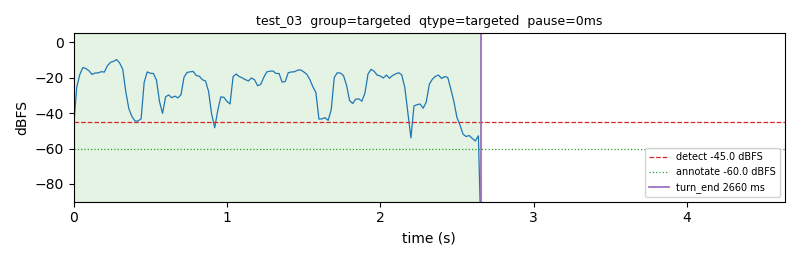 test_03  group=targeted  qtype=targeted  pause=0ms
0
−20
−40
−60
−80
dBFS
detect -45.0 dBFS
annotate -60.0 dBFS
turn_end 2660 ms
0 1 2 3 4
time (s)